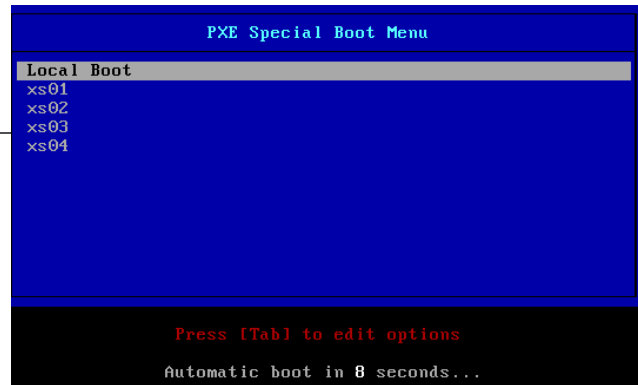 PXE Special Boot Menu
Local Boot
xs01
xs02
xs03
xs04
Press [Tab] to edit options
Automatic boot in 8 seconds...